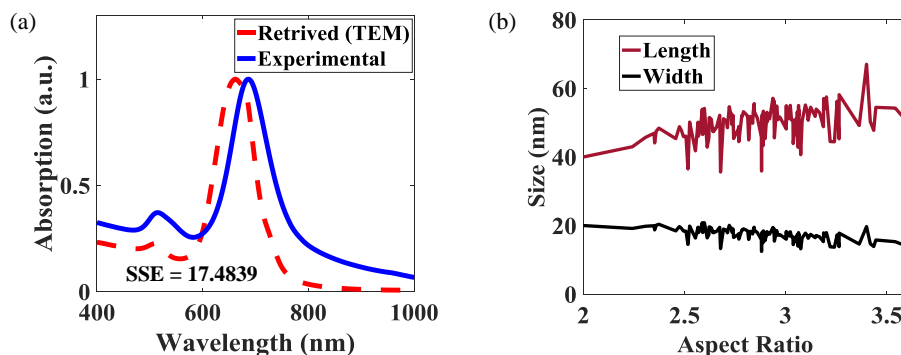 (a)
Retrived (TEM)
Experimental
1
0.5
0
Absorption (a.u.)
SSE = 17.4839
400 600 800 1000
Wavelength (nm)
(b)
Length
Width
80
60
40
20
0
Size (nm)
2 2.5 3 3.5
Aspect Ratio